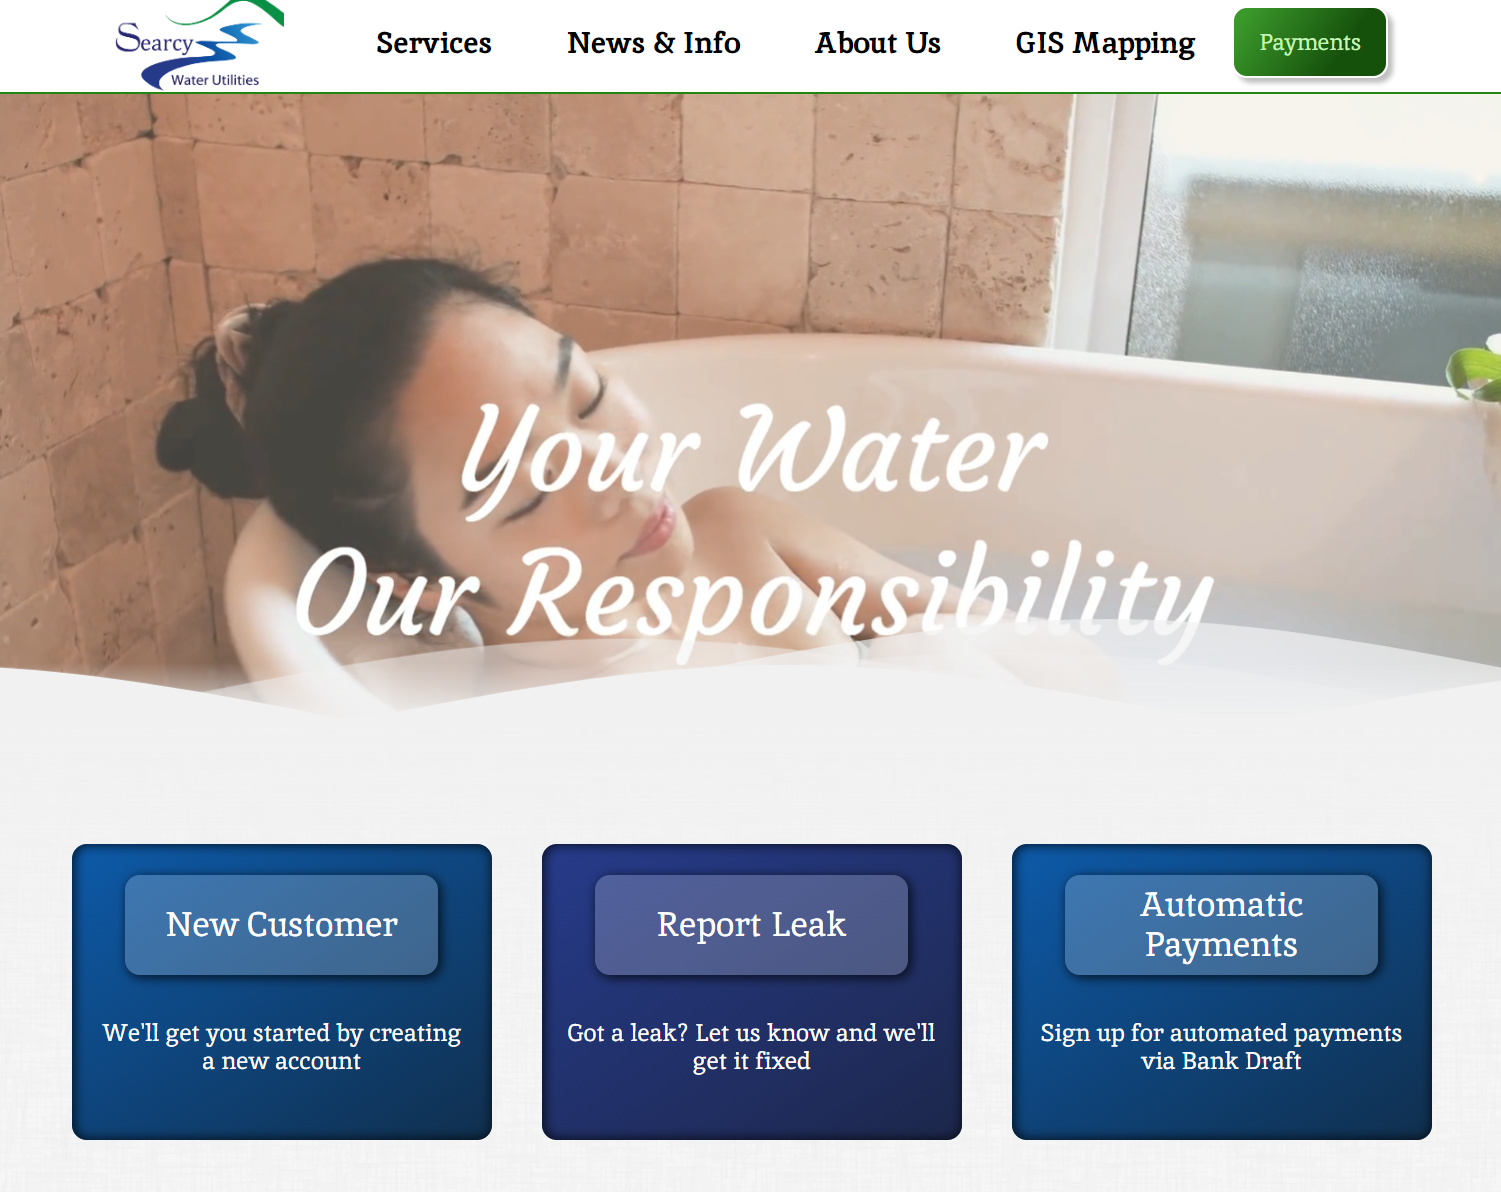 Searcy
Water Utilities
Services
News & Info
About Us
GIS Mapping
Payments
Your Water
Our Responsibility
New Customer
We'll get you started by creating
a new account
Report Leak
Got a leak? Let us know and we'll
get it fixed
Automatic
Payments
Sign up for automated payments
via Bank Draft